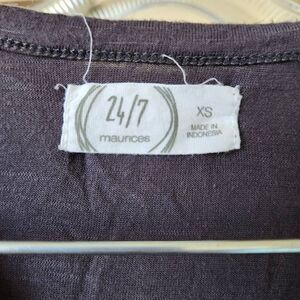 24/7
maurices
XS
MADE IN
INDONESIA